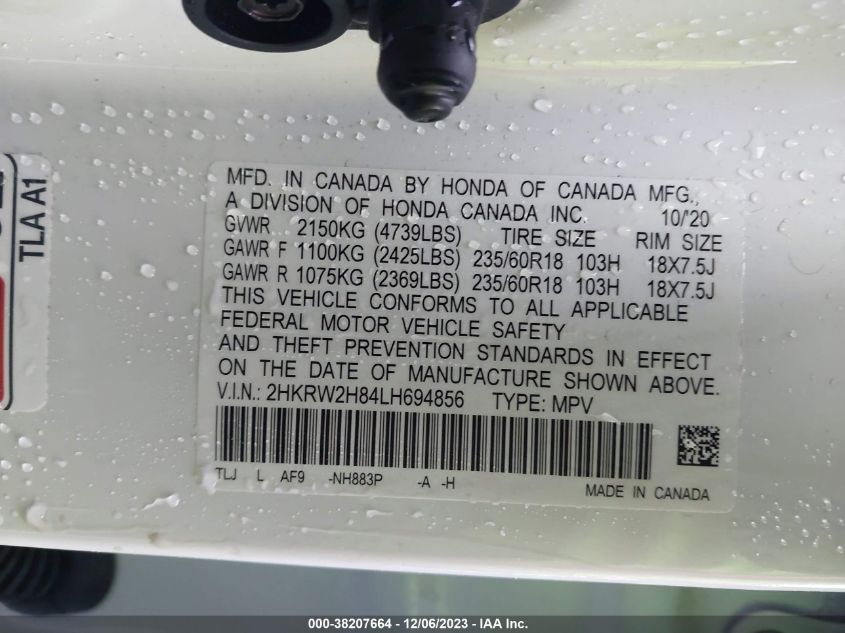 TLA A1
MFD. IN CANADA BY HONDA OF CANADA MFG.,
A DIVISION OF HONDA CANADA INC. 10/'20
GVWR 2150KG (4739LBS) TIRE SIZE RIM SIZE
GAWR F 1100KG (2425LBS) 235/60R18 103H 18X7.5J
GAWR R 1075KG (2369LBS) 235/60R18 103H 18X7.5J
THIS VEHICLE CONFORMS TO ALL APPLICABLE
FEDERAL MOTOR VEHICLE SAFETY
AND THEFT PREVENTION STANDARDS IN EFFECT
ON THE DATE OF MANUFACTURE SHOWN ABOVE.
V.I.N.: 2HKRW2H84LH694856 TYPE: MPV
TLJ L AF9 -NH883P -A -H
MADE IN CANADA
000-38207664 - 12/06/2023 - IAA Inc.